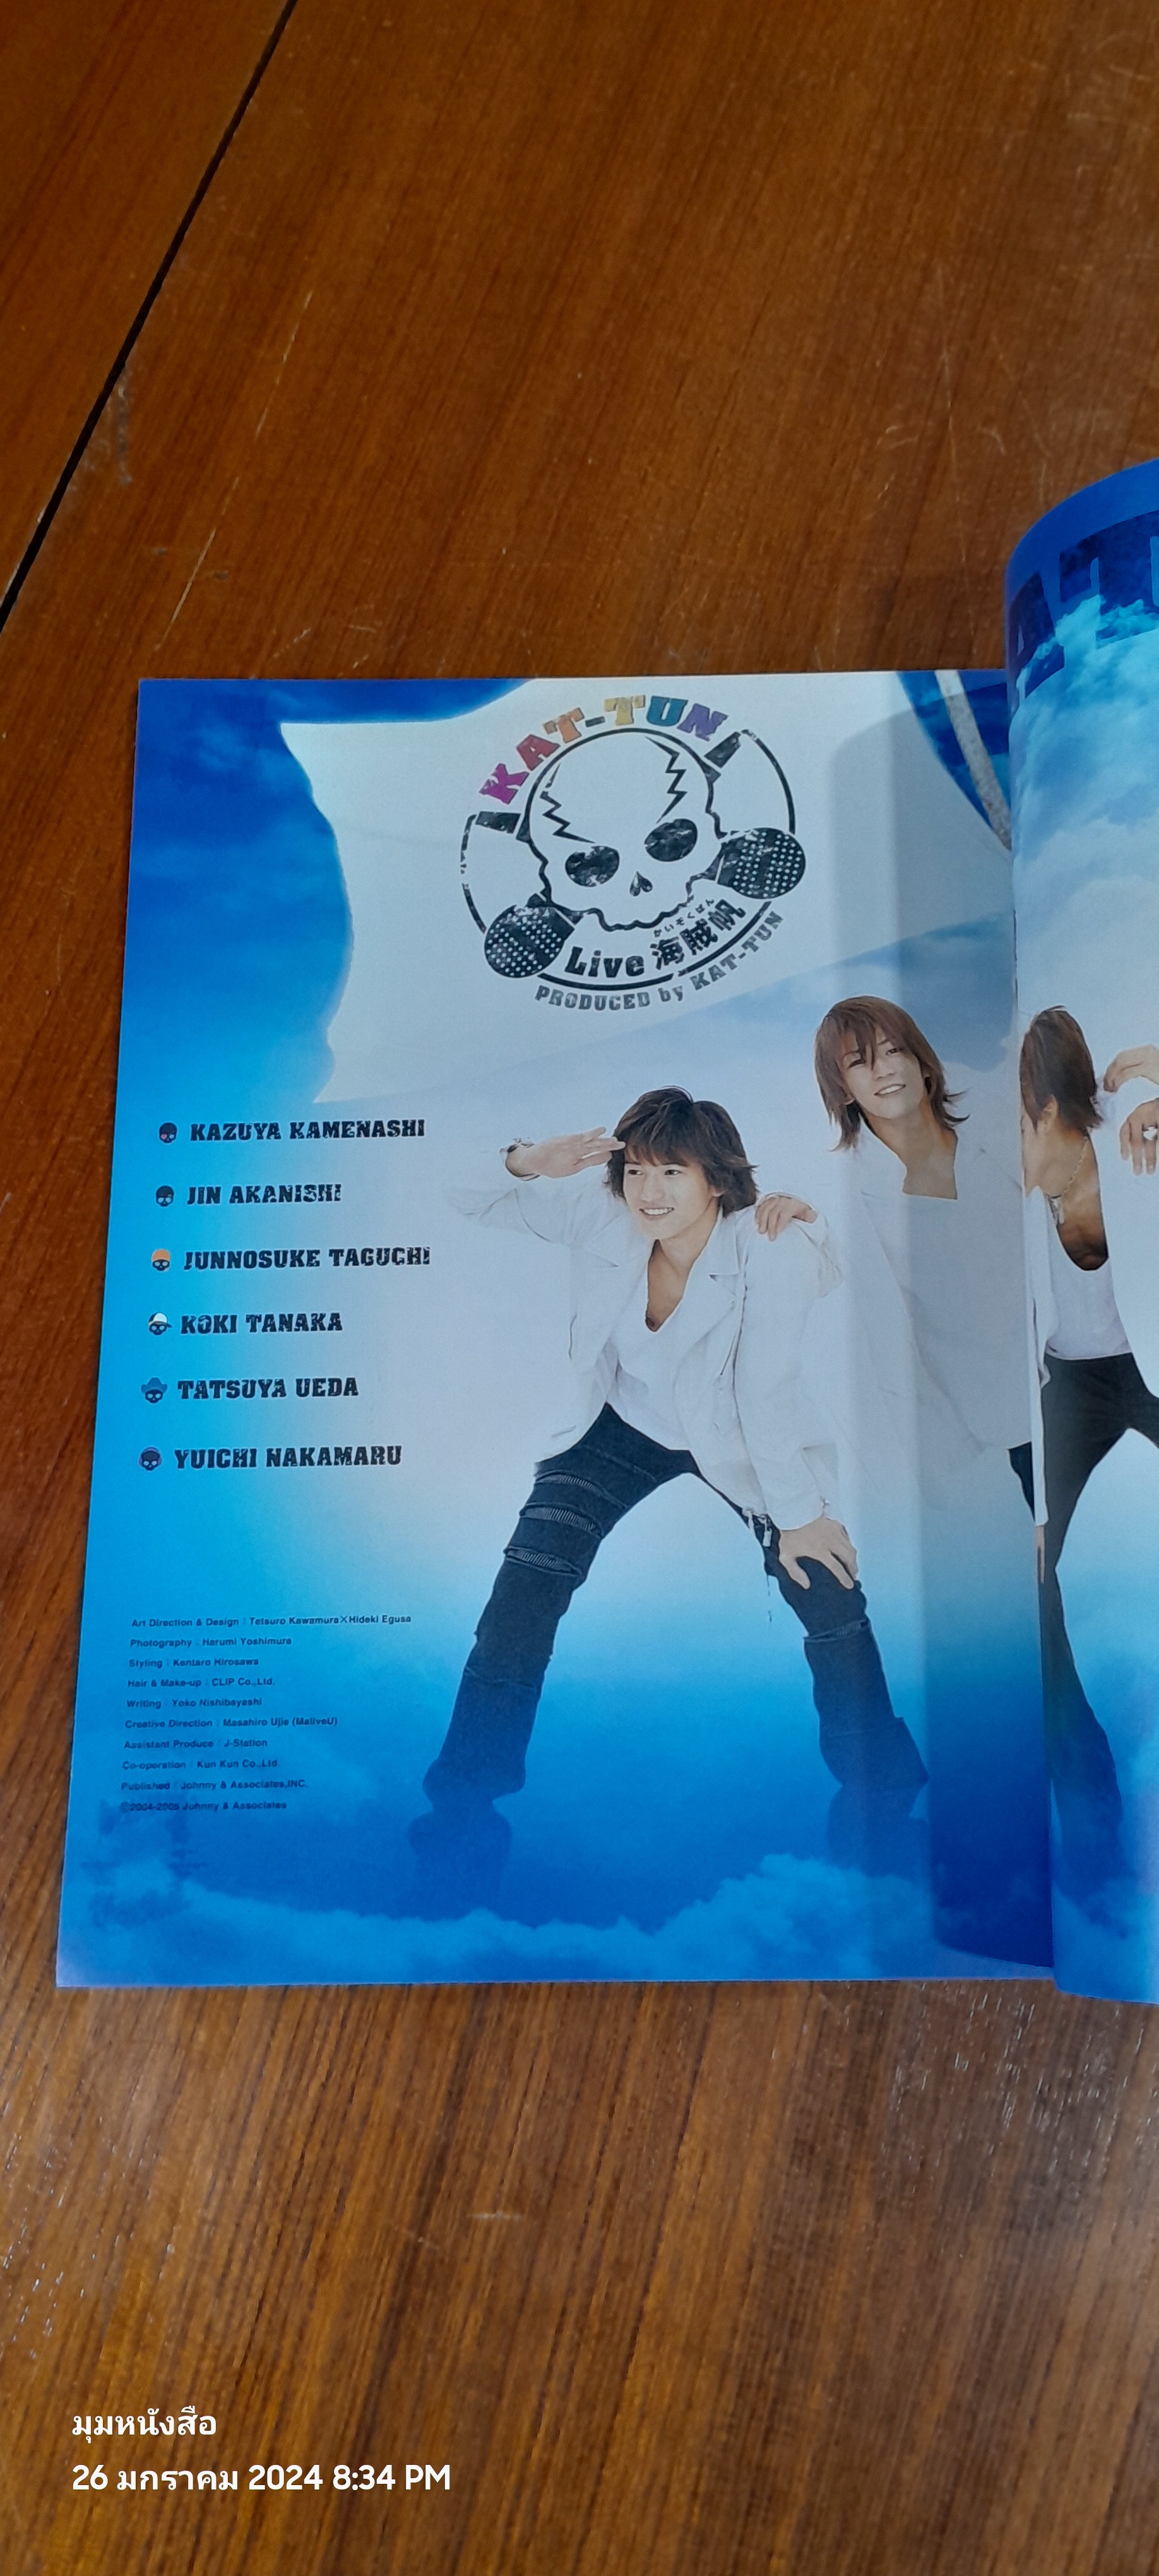 KAT-TUN
かいぞくばん
Live 海賊帆
PRODUCED by KAT-TUN
KAZUYA KAMENASHI
JIN AKANISHI
JUNNOSUKE TAGUCHI
KOKI TANAKA
TATSUYA UEDA
YUICHI NAKAMARU
Art Direction & Design : Tetsuro Kawamura×Hideki Egusa
Photography : Harumi Yoshimura
Styling : Kentaro Hirosawa
Hair & Make-up : CLIP Co.,Ltd.
Writing : Yoko Nishibayashi
Creative Direction : Masahiro Ujie (MaliveU)
Assistant Produce : J-Station
Co-operation : Kun Kun Co.,Ltd.
Published : Johnny & Associates,INC.
©2004-2005 Johnny & Associates
มุมหนังสือ
26 มกราคม 2024 8:34 PM